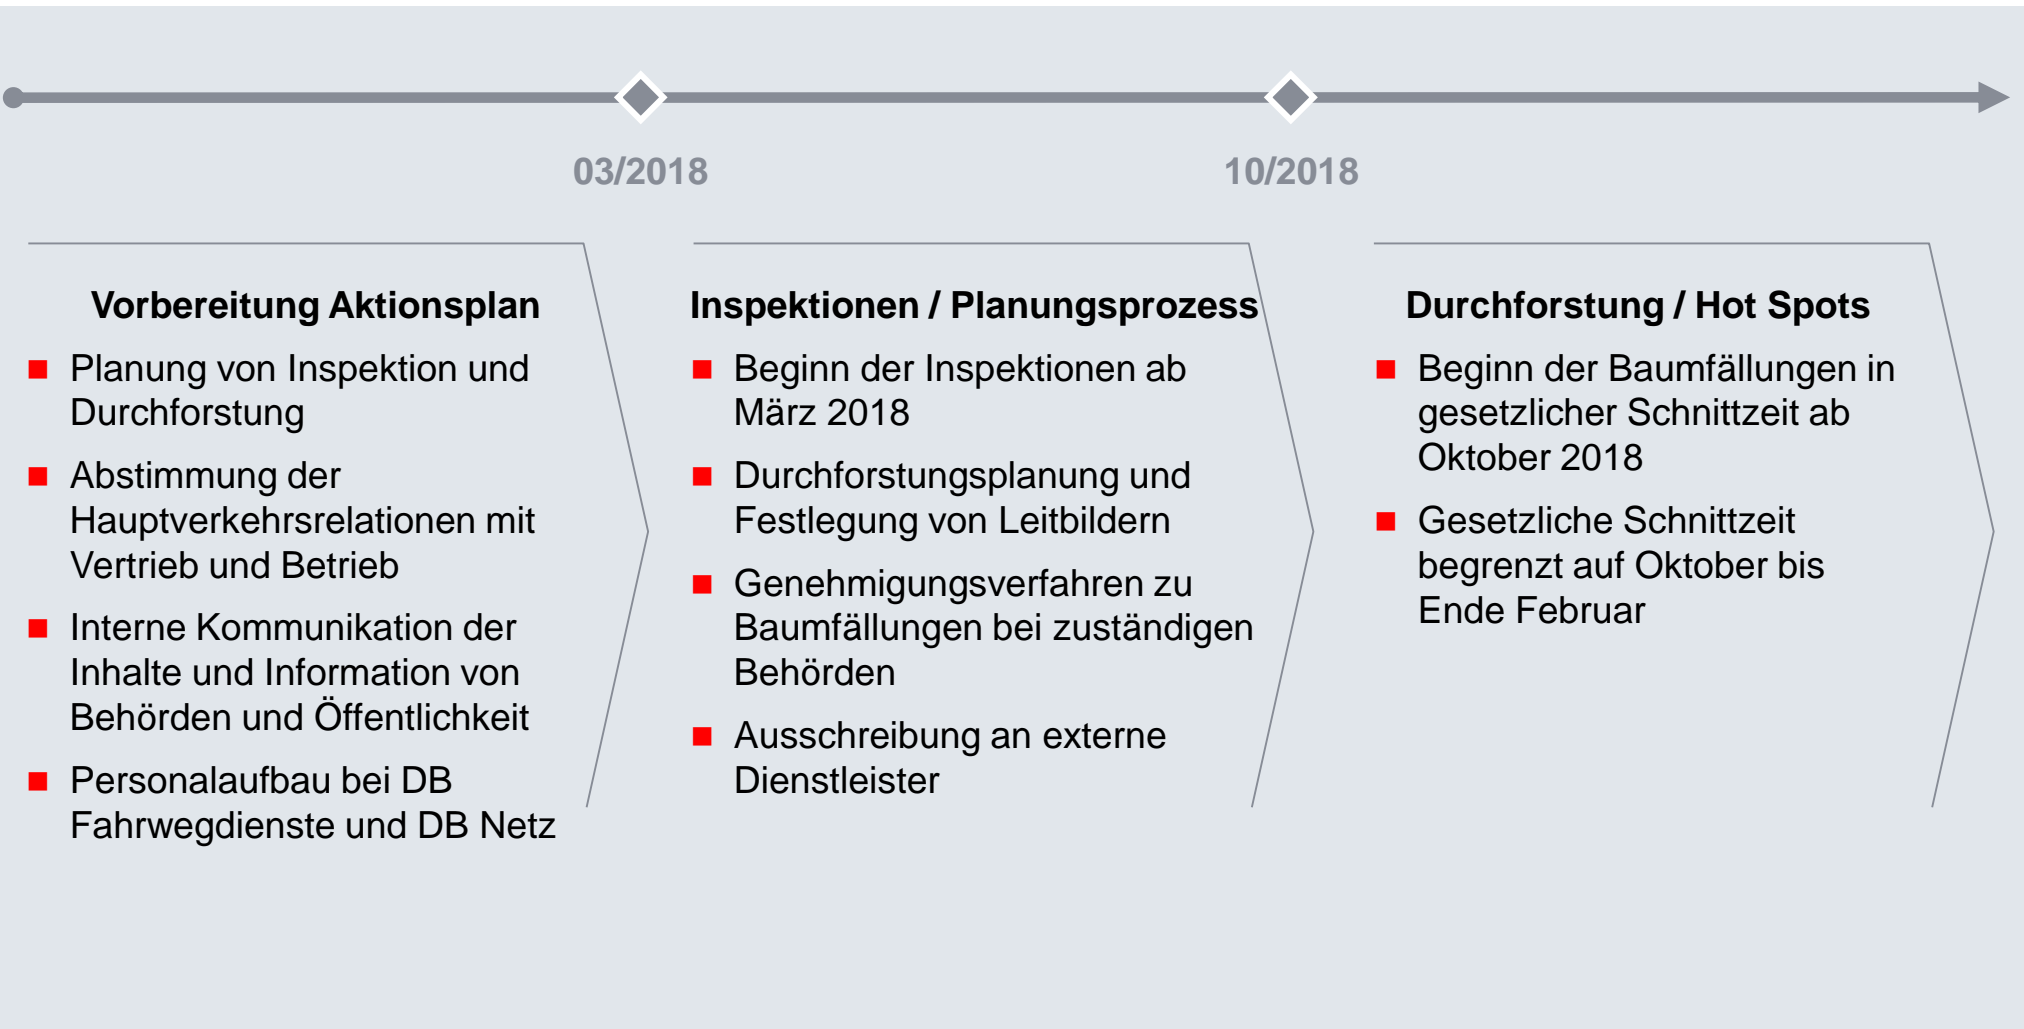 03/2018
10/2018
Vorbereitung Aktionsplan
Planung von Inspektion und
Durchforstung
Abstimmung der
Hauptverkehrsrelationen mit
Vertrieb und Betrieb
Interne Kommunikation der
Inhalte und Information von
Behörden und Öffentlichkeit
Personalaufbau bei DB
Fahrwegdienste und DB Netz
Inspektionen / Planungsprozess
Beginn der Inspektionen ab
März 2018
Durchforstungsplanung und
Festlegung von Leitbildern
Genehmigungsverfahren zu
Baumfällungen bei zuständigen
Behörden
Ausschreibung an externe
Dienstleister
Durchforstung / Hot Spots
Beginn der Baumfällungen in
gesetzlicher Schnittzeit ab
Oktober 2018
Gesetzliche Schnittzeit
begrenzt auf Oktober bis
Ende Februar